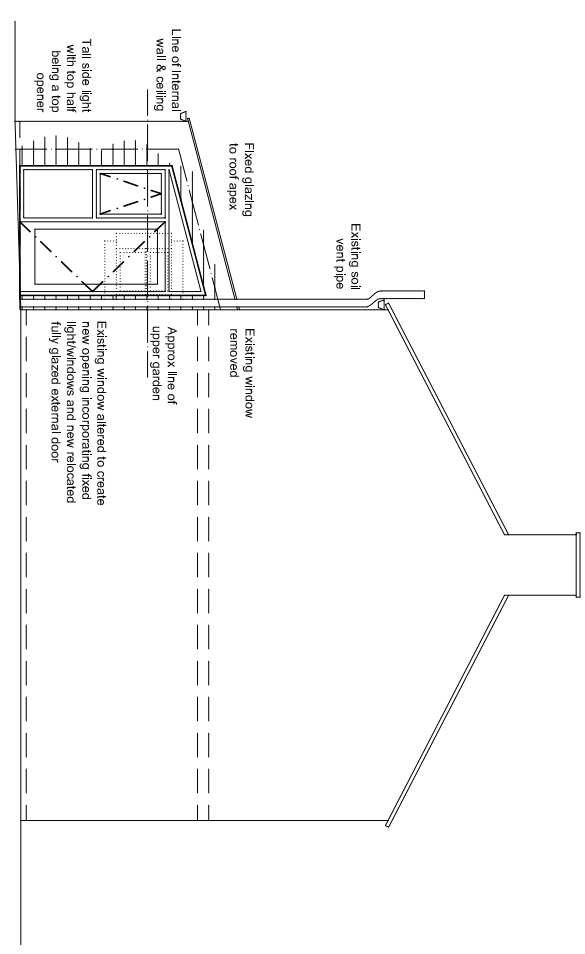 Tall side light
with top half
being a top
opener
Line of Internal
wall & ceiling
Fixed glazing
to roof apex
Existing soil
vent pipe
Existing window
removed
Approx line of
upper garden
Existing window altered to create
new opening incorporating fixed
light/windows and new relocated
fully glazed external door